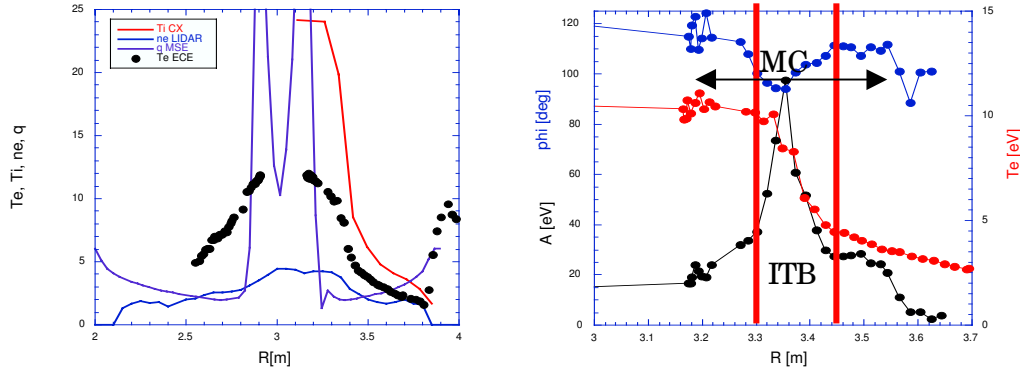 Ti CX
ne LIDAR
q MSE
Te ECE
Te, Ti, ne, q
25
20
15
10
5
0
2
2.5
3
3.5
4
R[m]
phi [deg]
A [eV]
120
100
80
60
40
20
0
MC
ITB
15
10
5
0
Te [eV]
3
3.1
3.2
3.3
3.4
3.5
3.6
3.7
R [m]